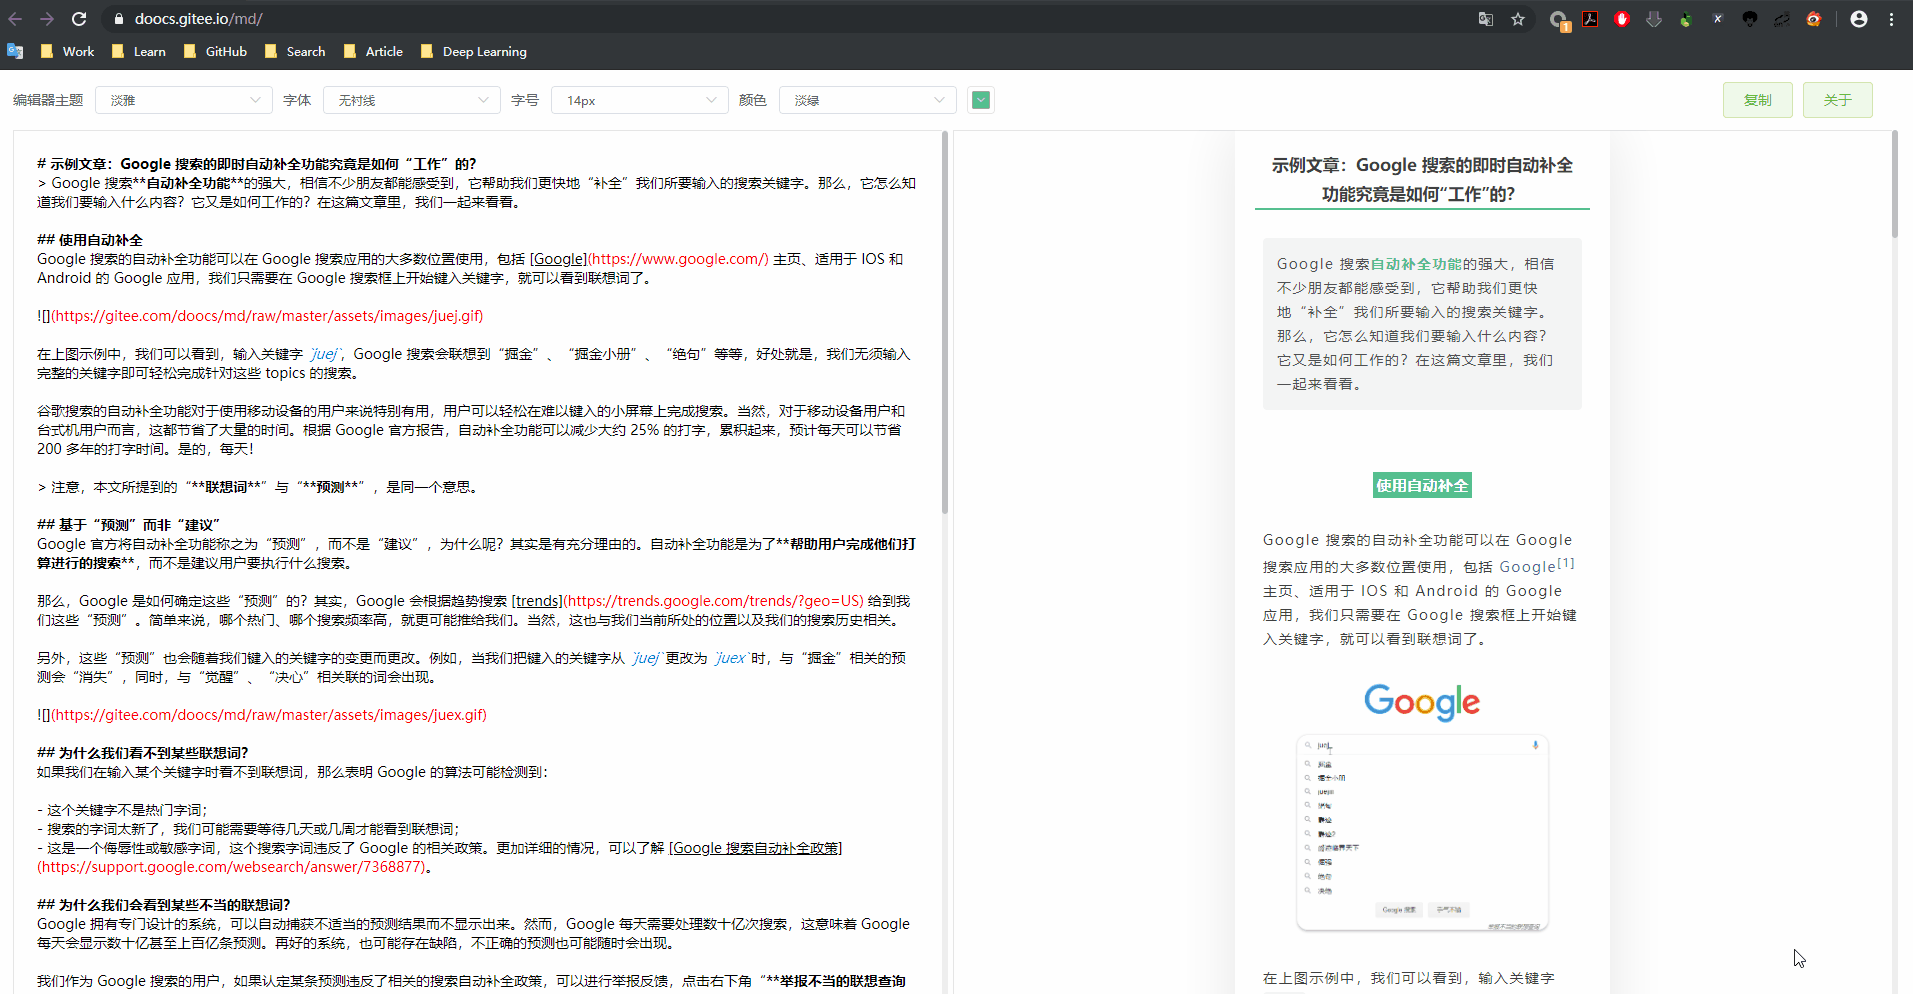 doocs.gitee.io/md/
1
Work
Learn
GitHub
Search
Article
Deep Learning
编辑器主题
淡雅
字体
无衬线
字号
14px
颜色
淡绿
复制
关于
# 示例文章：Google 搜索的即时自动补全功能究竟是如何“工作”的？
> Google 搜索**自动补全功能**的强大，相信不少朋友都能感受到，它帮助我们更快地“补全”我们所要输入的搜索关键字。那么，它怎么知
道我们要输入什么内容？它又是如何工作的？在这篇文章里，我们一起来看看。
## 使用自动补全
Google 搜索的自动补全功能可以在 Google 搜索应用的大多数位置使用，包括 [Google](https://www.google.com/) 主页、适用于 IOS 和
Android 的 Google 应用，我们只需要在 Google 搜索框上开始键入关键字，就可以看到联想词了。
![](https://gitee.com/doocs/md/raw/master/assets/images/juej.gif)
在上图示例中，我们可以看到，输入关键字 `juej`，Google 搜索会联想到“掘金”、“掘金小册”、“绝句”等等，好处就是，我们无须输入
完整的关键字即可轻松完成针对这些 topics 的搜索。
谷歌搜索的自动补全功能对于使用移动设备的用户来说特别有用，用户可以轻松在难以键入的小屏幕上完成搜索。当然，对于移动设备用户和
台式机用户而言，这都节省了大量的时间。根据 Google 官方报告，自动补全功能可以减少大约 25% 的打字，累积起来，预计每天可以节省
200 多年的打字时间。是的，每天！
> 注意，本文所提到的“**联想词**”与“**预测**”，是同一个意思。
## 基于“预测”而非“建议”
Google 官方将自动补全功能称之为“预测”，而不是“建议”，为什么呢？其实是有充分理由的。自动补全功能是为了**帮助用户完成他们打
算进行的搜索**，而不是建议用户要执行什么搜索。
那么，Google 是如何确定这些“预测”的？其实，Google 会根据趋势搜索 [trends](https://trends.google.com/trends/?geo=US) 给到我
们这些“预测”。简单来说，哪个热门、哪个搜索频率高，就更可能推给我们。当然，这也与我们当前所处的位置以及我们的搜索历史相关。
另外，这些“预测”也会随着我们键入的关键字的变更而更改。例如，当我们把键入的关键字从 `juej` 更改为 `juex` 时，与“掘金”相关的预
测会“消失”，同时，与“觉醒”、“决心”相关联的词会出现。
![](https://gitee.com/doocs/md/raw/master/assets/images/juex.gif)
## 为什么我们看不到某些联想词？
如果我们在输入某个关键字时看不到联想词，那么表明 Google 的算法可能检测到：
- 这个关键字不是热门字词；
- 搜索的字词太新了，我们可能需要等待几天或几周才能看到联想词；
- 这是一个侮辱性或敏感字词，这个搜索字词违反了 Google 的相关政策。更加详细的情况，可以了解 [Google 搜索自动补全政策]
(https://support.google.com/websearch/answer/7368877)。
## 为什么我们会看到某些不当的联想词？
Google 拥有专门设计的系统，可以自动捕获不适当的预测结果而不显示出来。然而，Google 每天需要处理数十亿次搜索，这意味着 Google
每天会显示数十亿甚至上百亿条预测。再好的系统，也可能存在缺陷，不正确的预测也可能随时会出现。
我们作为 Google 搜索的用户，如果认定某条预测违反了相关的搜索自动补全政策，可以进行举报反馈，点击右下角“**举报不当的联想查询
示例文章：Google 搜索的即时自动补全
功能究竟是如何“工作”的？
Google 搜索自动补全功能的强大，相信
不少朋友都能感受到，它帮助我们更快
地“补全”我们所要输入的搜索关键字。
那么，它怎么知道我们要输入什么内容？
它又是如何工作的？在这篇文章里，我们
一起来看看。
使用自动补全
Google 搜索的自动补全功能可以在 Google
搜索应用的大多数位置使用，包括 Google[1]
主页、适用于 IOS 和 Android 的 Google
应用，我们只需要在 Google 搜索框上开始键
入关键字，就可以看到联想词了。
Google
juej
掘金
掘金小册
绝句
Google 搜索
手气不错
举报不当的联想查询
在上图示例中，我们可以看到，输入关键字